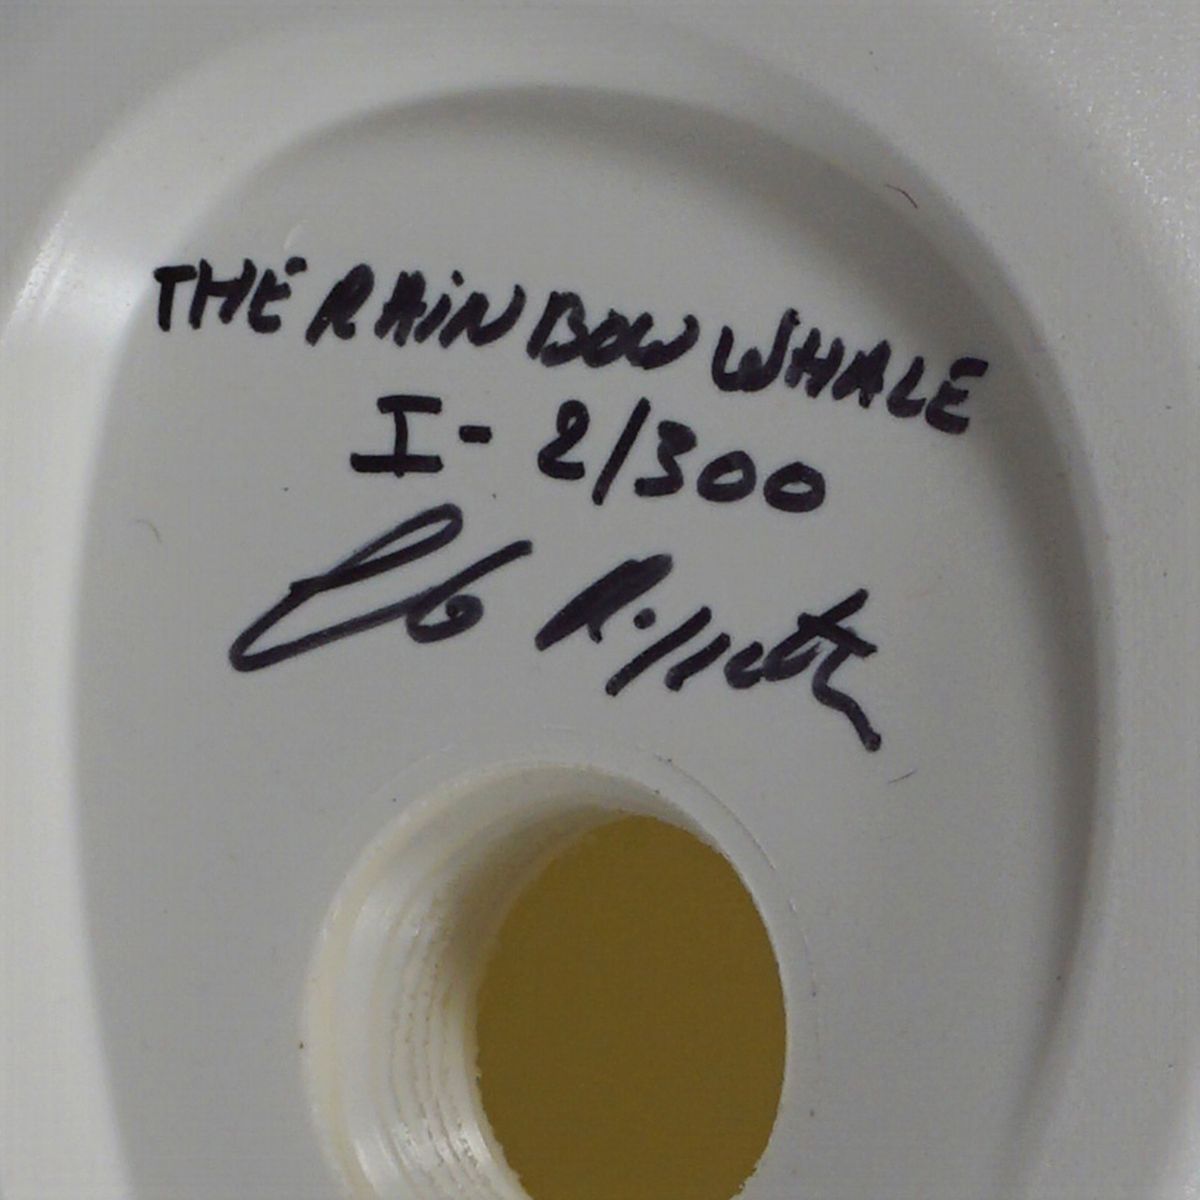 THE RAiNBOW WHALE
I-2/300